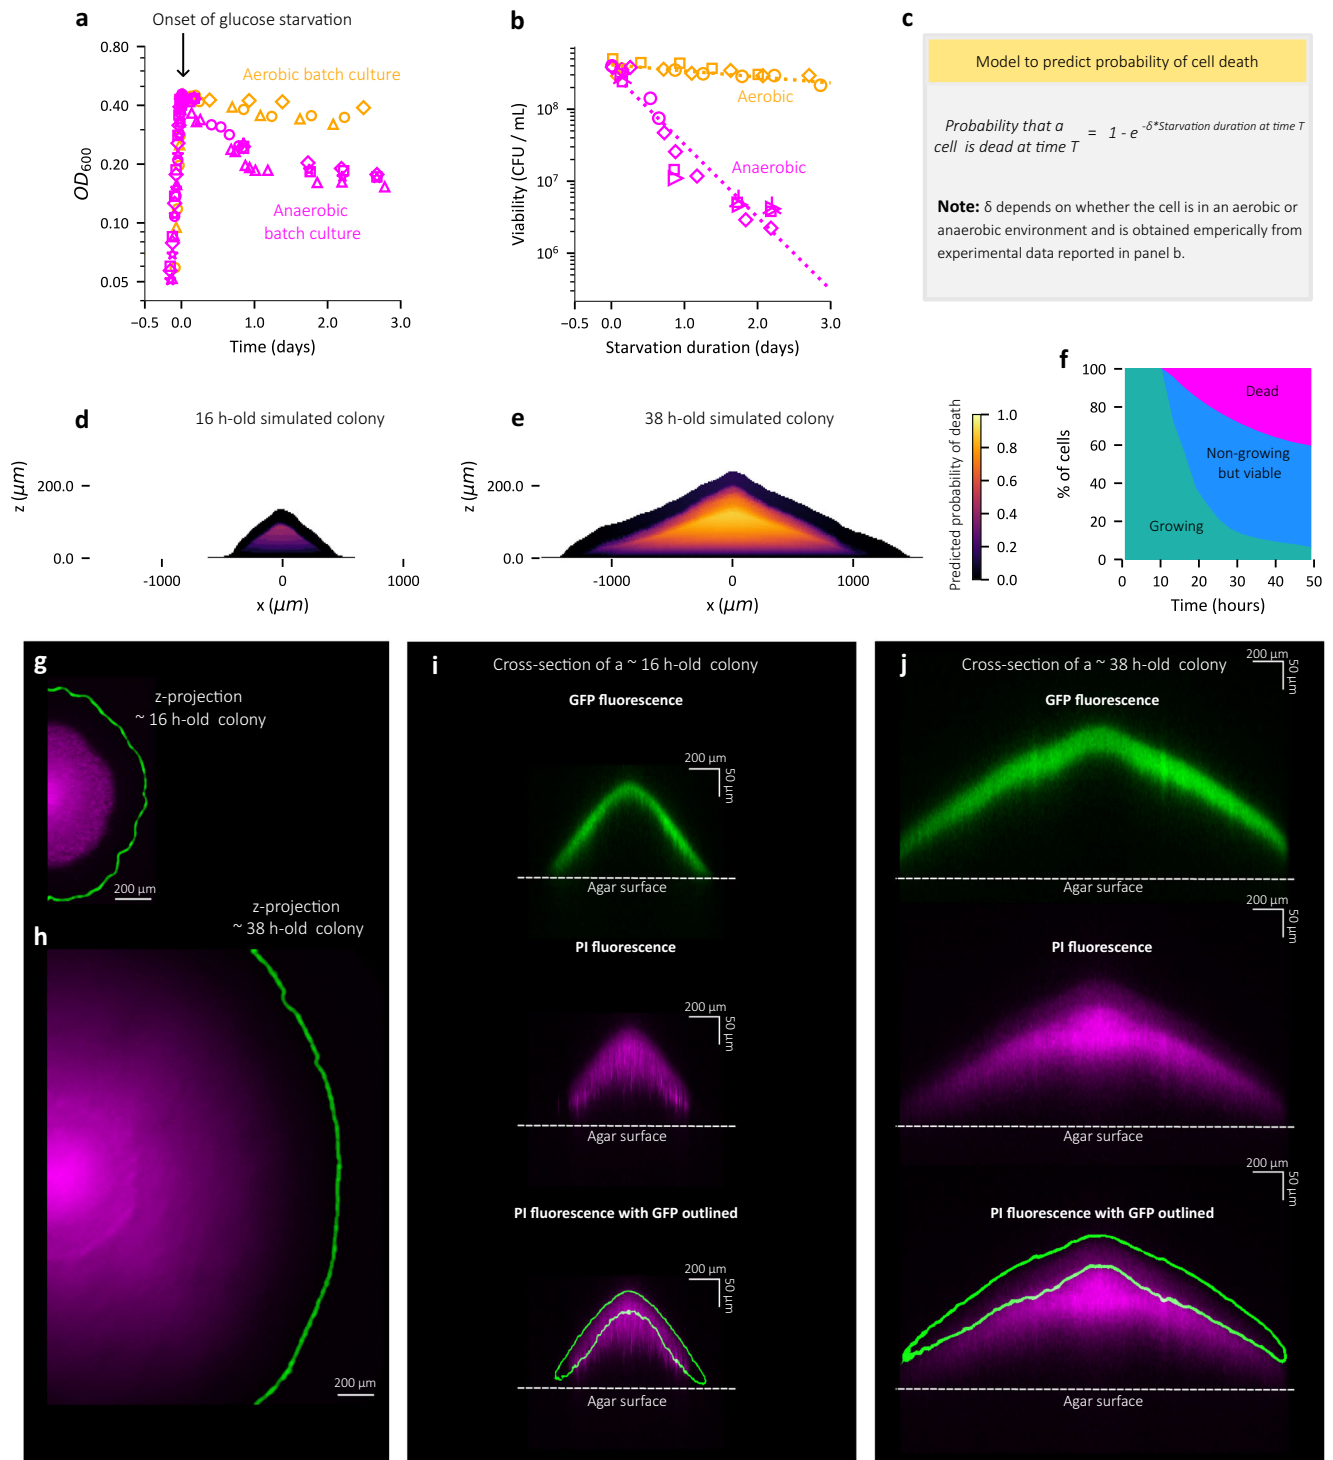 a
Onset of glucose starvation
0.80
0.40
0.20
0.10
0.05
OD600
Aerobic batch culture
Anaerobic
batch culture
−0.5 0.0 1.0 2.0 3.0
Time (days)
b
10⁸
10⁷
10⁶
Viability (CFU / mL)
Aerobic
Anaerobic
−0.5 0.0 1.0 2.0 3.0
Starvation duration (days)
c
Model to predict probability of cell death
Probability that a
cell is dead at time T = 1 - e -δ*Starvation duration at time T
Note: δ depends on whether the cell is in an aerobic or
anaerobic environment and is obtained emperically from
experimental data reported in panel b.
d
16 h-old simulated colony
z (μm)
200.0
0.0
-1000 0 1000
x (μm)
e
38 h-old simulated colony
z (μm)
200.0
0.0
-1000 0 1000
x (μm)
Predicted probability of death
1.0
0.8
0.6
0.4
0.2
0.0
f
100
80
60
40
20
0
% of cells
Dead
Non-growing
but viable
Growing
0 10 20 30 40 50
Time (hours)
g
z-projection
~ 16 h-old colony
200 μm
h
z-projection
~ 38 h-old colony
200 μm
i
Cross-section of a ~ 16 h-old colony
GFP fluorescence
200 μm
50 μm
Agar surface
PI fluorescence
200 μm
50 μm
Agar surface
PI fluorescence with GFP outlined
200 μm
50 μm
Agar surface
j
Cross-section of a ~ 38 h-old colony
200 μm
50 μm
GFP fluorescence
Agar surface
200 μm
50 μm
PI fluorescence
Agar surface
200 μm
50 μm
PI fluorescence with GFP outlined
Agar surface